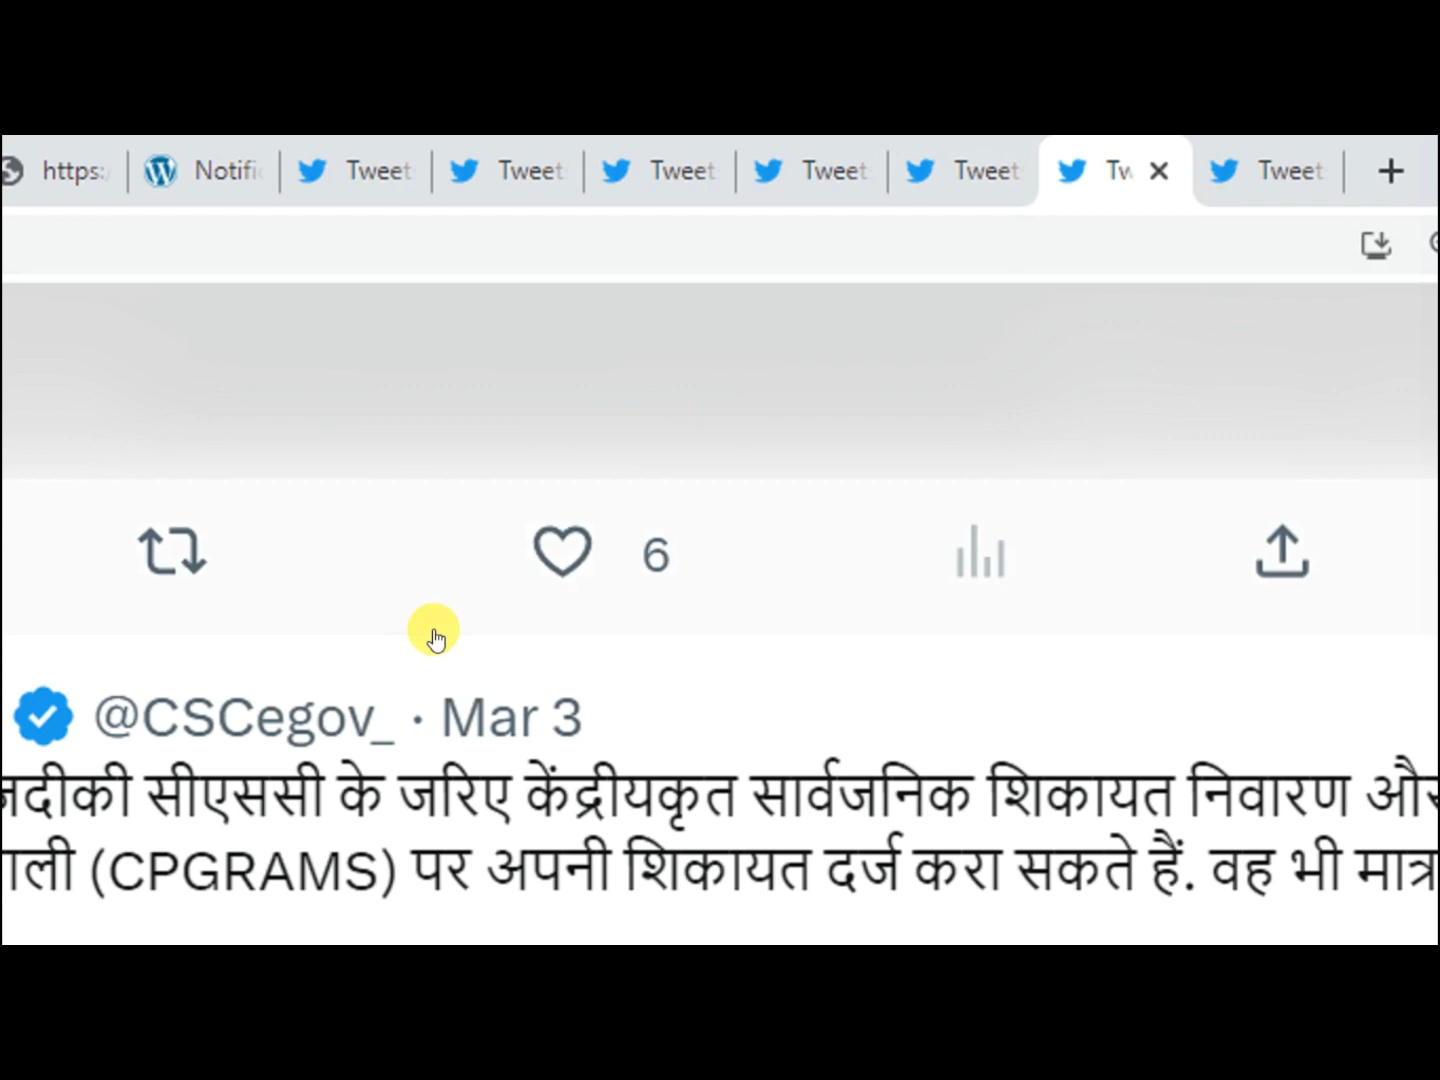 https: Notifi Tweet Tweet Tweet Tweet Tweet Tw Tweet
6
@CSCegov_ · Mar 3
सीएससी के जरिए केंद्रीयकृत सार्वजनिक शिकायत निवारण
(CPGRAMS) पर अपनी शिकायत दर्ज करा सकते हैं. वह भी मात्र